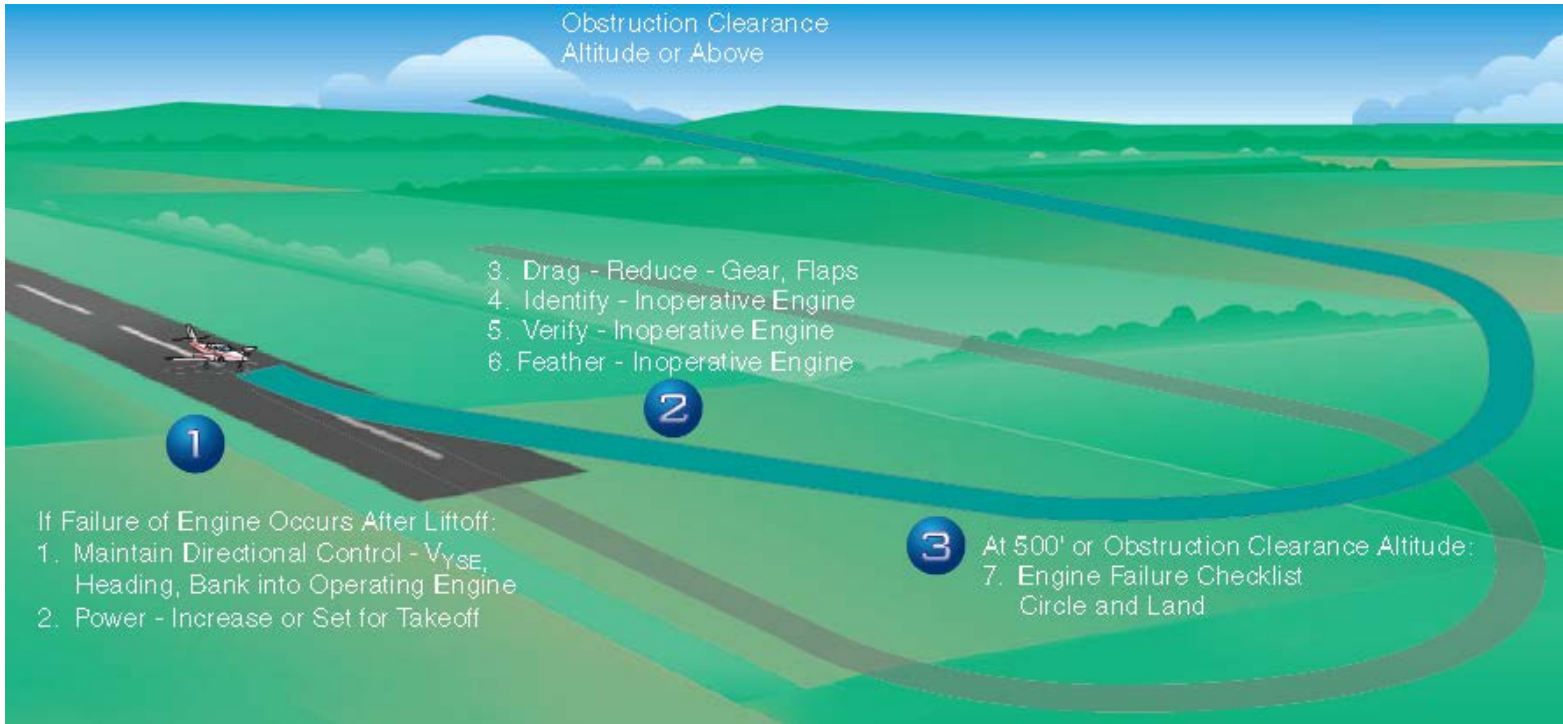 Obstruction Clearance
Altitude or Above
1
If Failure of Engine Occurs After Liftoff:
1. Maintain Directional Control - VYSE,
Heading, Bank into Operating Engine
2. Power - Increase or Set for Takeoff
3. Drag - Reduce - Gear, Flaps
4. Identify - Inoperative Engine
5. Verify - Inoperative Engine
6. Feather - Inoperative Engine
2
3
At 500' or Obstruction Clearance Altitude:
7. Engine Failure Checklist
Circle and Land